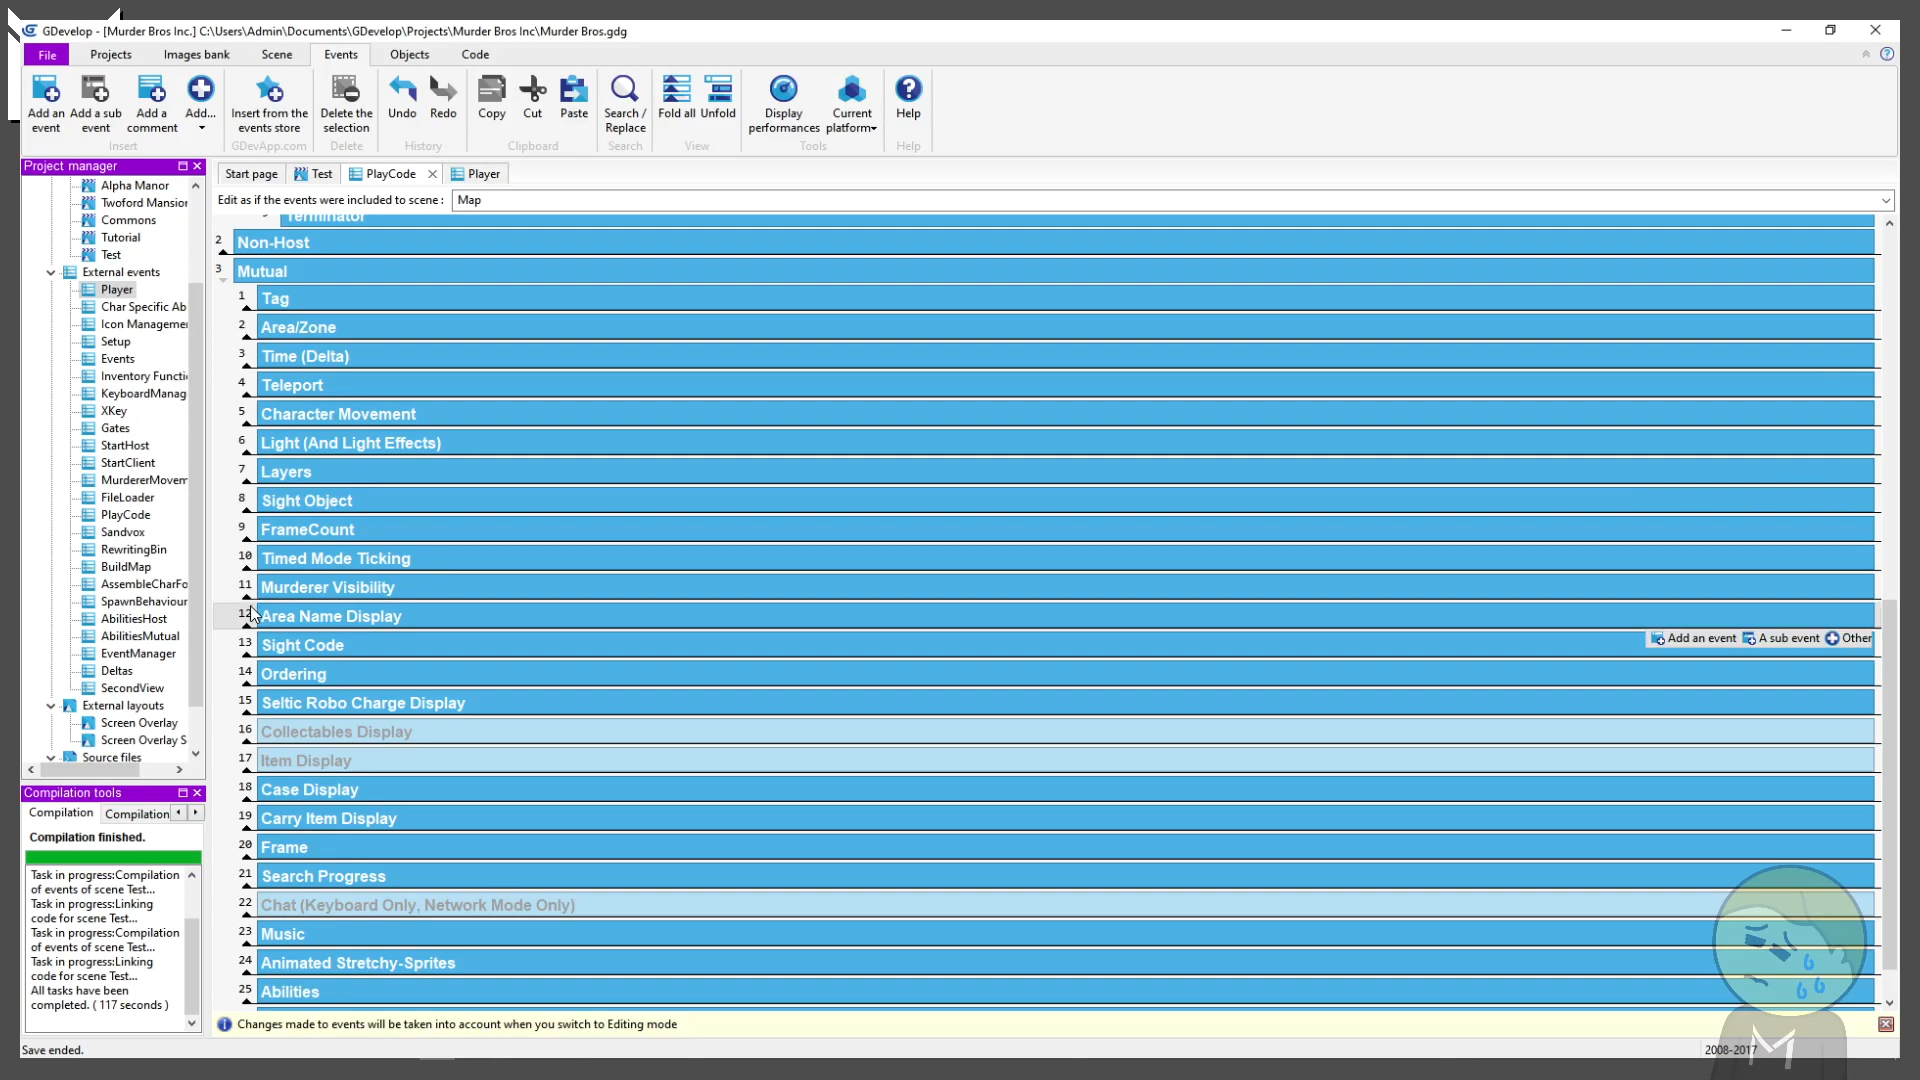 GDevelop - [Murder Bros Inc.] C:\Users\Admin\Documents\GDevelop\Projects\Murder Bros Inc\Murder Bros.gdg
File Projects Images bank Scene Events Objects Code
Add an event
Add a sub event
Add a comment
Add...
Insert
Insert from the events store
GDevApp.com
Delete the selection
Delete
Undo Redo
History
Copy Cut Paste
Clipboard
Search / Replace
Search
Fold all Unfold
View
Display performances
Current platform
Tools
Help
Help
Project manager
Alpha Manor
Twoford Mansion
Commons
Tutorial
Test
External events
Player
Char Specific Ab
Icon Manageme
Setup
Events
Inventory Functi
KeyboardManag
XKey
Gates
StartHost
StartClient
MurdererMovem
FileLoader
PlayCode
Sandvox
RewritingBin
BuildMap
AssembleCharFo
SpawnBehaviour
AbilitiesHost
AbilitiesMutual
EventManager
Deltas
SecondView
External layouts
Screen Overlay
Screen Overlay S
Source files
Compilation tools
Compilation Compilation
Compilation finished.
Task in progress:Compilation
of events of scene Test...
Task in progress:Linking
code for scene Test...
Task in progress:Compilation
of events of scene Test...
Task in progress:Linking
code for scene Test...
All tasks have been
completed. ( 117 seconds )
Save ended.
Start page Test PlayCode Player
Edit as if the events were included to scene : Map
Terminator
2 Non-Host
3 Mutual
1 Tag
2 Area/Zone
3 Time (Delta)
4 Teleport
5 Character Movement
6 Light (And Light Effects)
7 Layers
8 Sight Object
9 FrameCount
10 Timed Mode Ticking
11 Murderer Visibility
12 Area Name Display
Add an event A sub event Other
13 Sight Code
14 Ordering
15 Seltic Robo Charge Display
16 Collectables Display
17 Item Display
18 Case Display
19 Carry Item Display
20 Frame
21 Search Progress
22 Chat (Keyboard Only, Network Mode Only)
23 Music
24 Animated Stretchy-Sprites
25 Abilities
Changes made to events will be taken into account when you switch to Editing mode
2008-2017